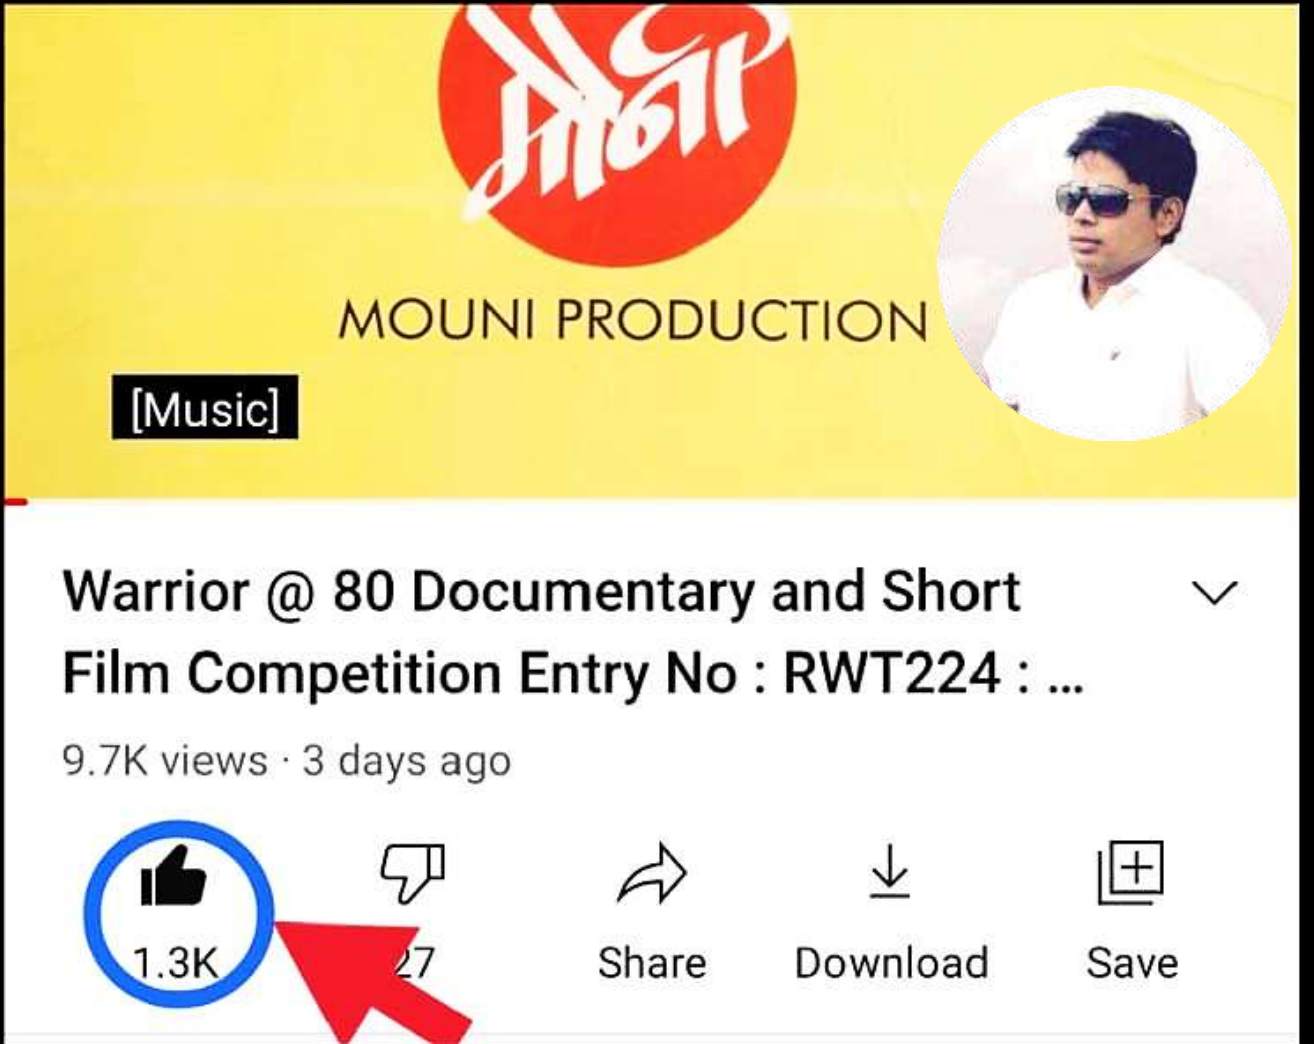 मौनी
MOUNI PRODUCTION
[Music]
Warrior @ 80 Documentary and Short
Film Competition Entry No : RWT224 : ...
9.7K views · 3 days ago
1.3K
27
Share
Download
Save